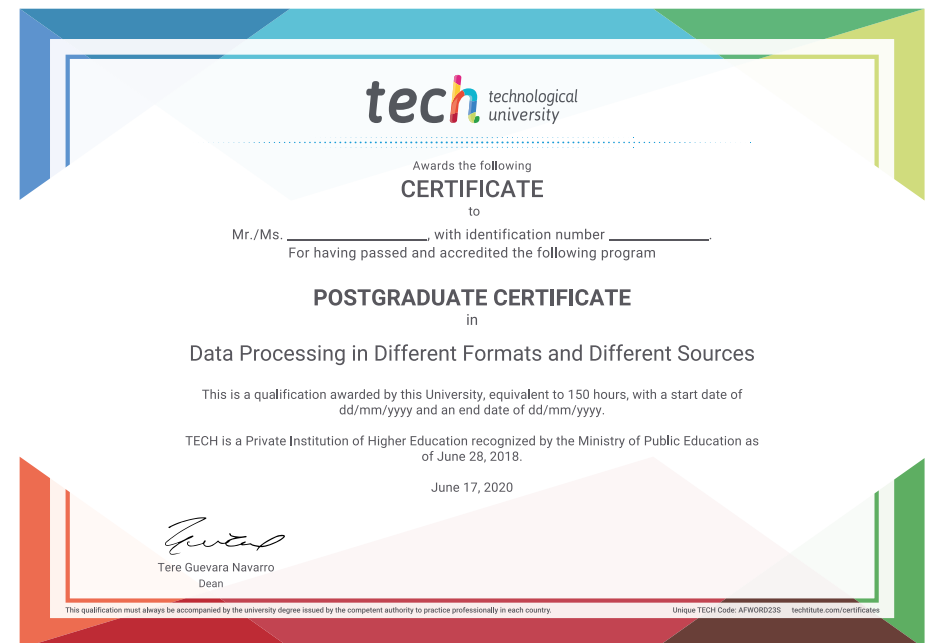 tech technological
university
Awards the following
CERTIFICATE
to
Mr./Ms. ____________________, with identification number ______________.
For having passed and accredited the following program
POSTGRADUATE CERTIFICATE
in
Data Processing in Different Formats and Different Sources
This is a qualification awarded by this University, equivalent to 150 hours, with a start date of
dd/mm/yyyy and an end date of dd/mm/yyyy.
TECH is a Private Institution of Higher Education recognized by the Ministry of Public Education as
of June 28, 2018.
June 17, 2020
Tere Guevara Navarro
Dean
This qualification must always be accompanied by the university degree issued by the competent authority to practice professionally in each country. Unique TECH Code: AFWORD23S techtitute.com/certificates